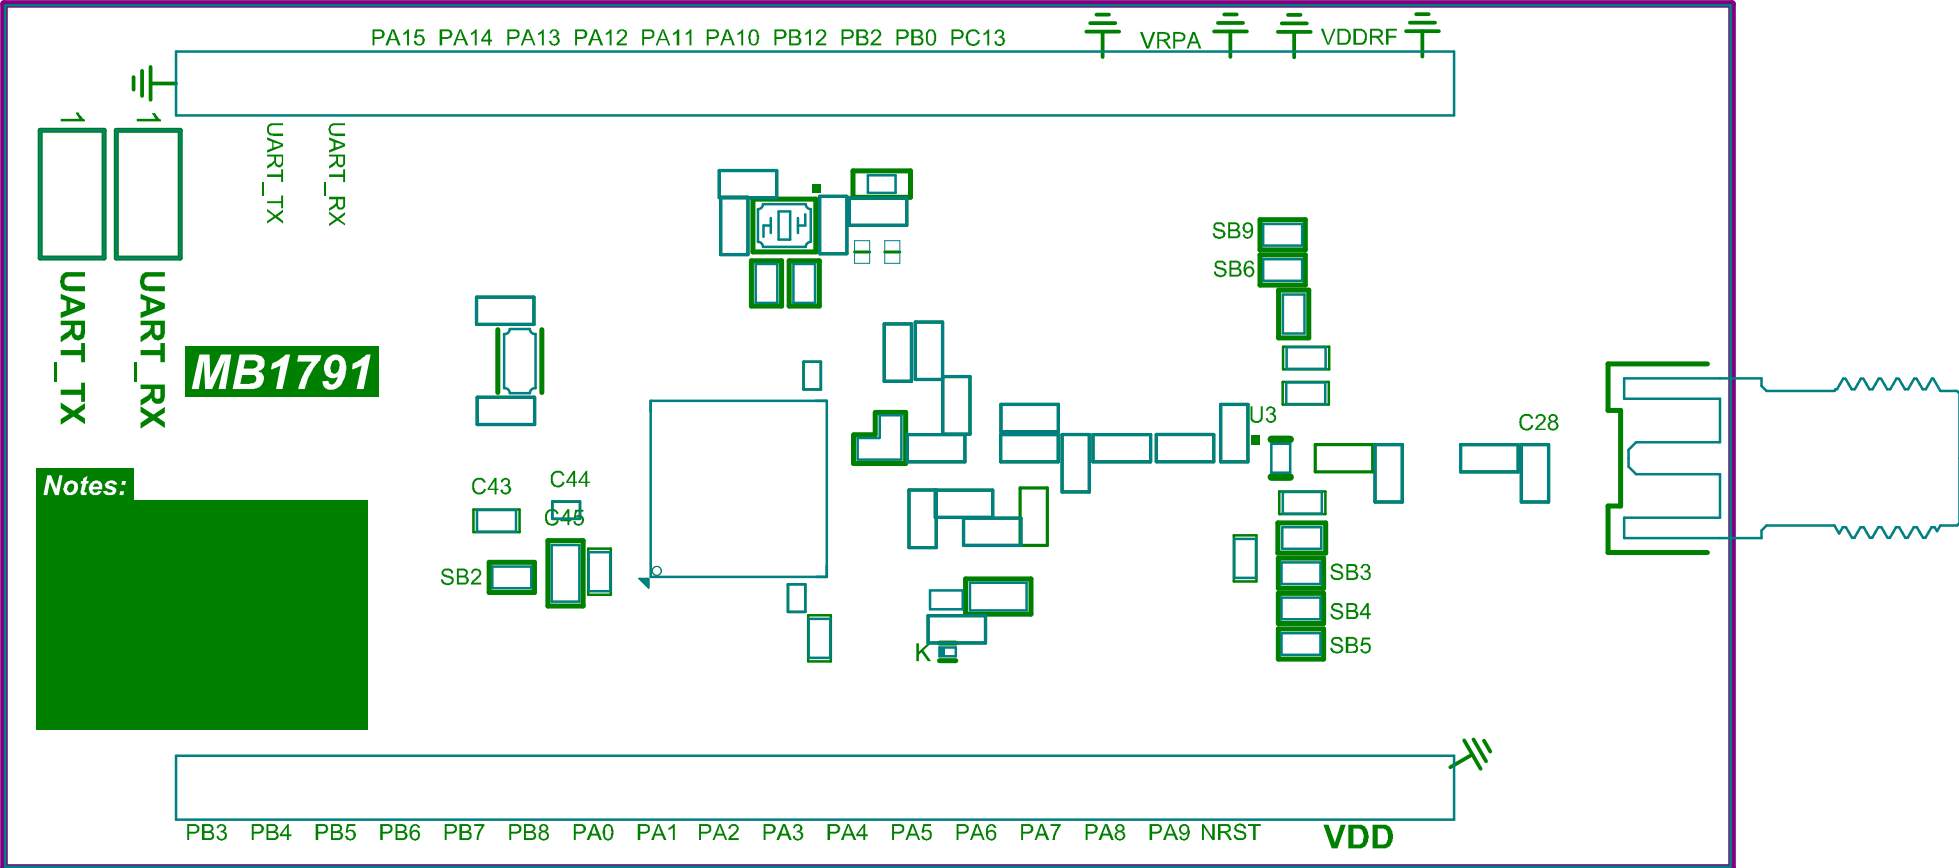 PA15 PA14 PA13 PA12 PA11 PA10 PB12 PB2 PB0 PC13 VRPA VDDRF
1 1
UART_TX UART_RX
UART_TX UART_RX
MB1791
SB9
SB6
U3
C28
Notes:
C43 C44
C45
SB2
SB3
SB4
SB5
K
PB3 PB4 PB5 PB6 PB7 PB8 PA0 PA1 PA2 PA3 PA4 PA5 PA6 PA7 PA8 PA9 NRST VDD